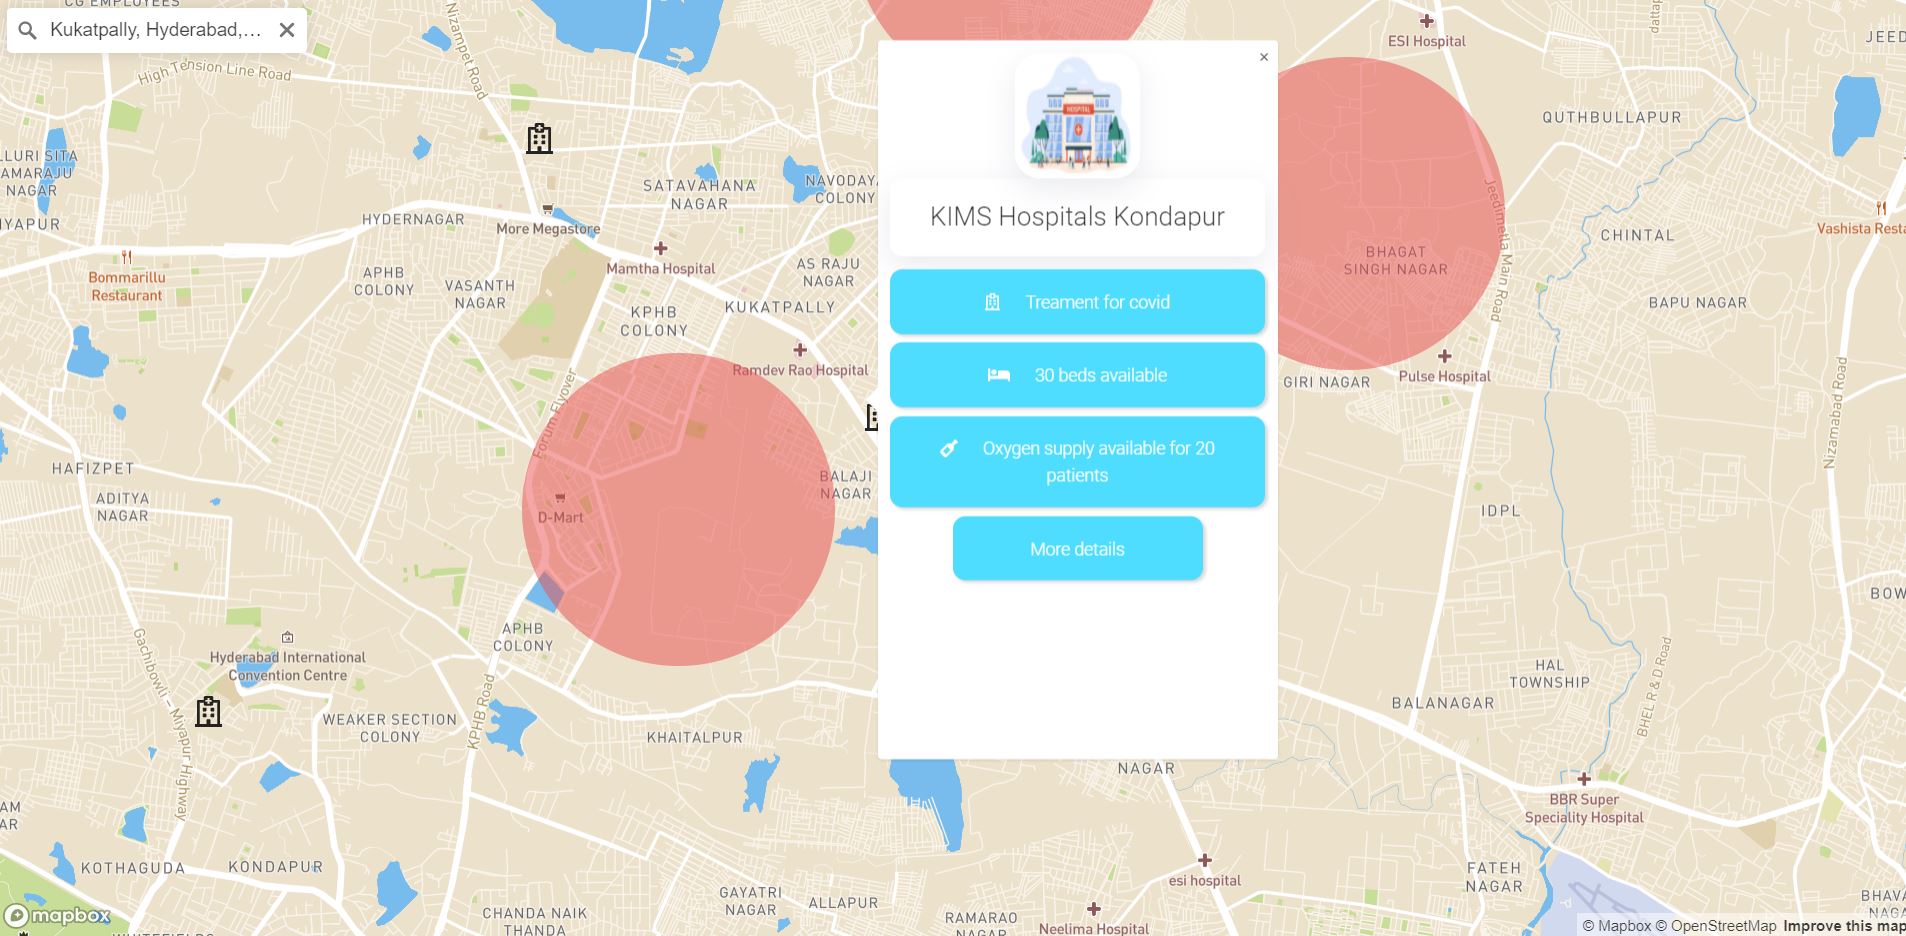 CG EMPLOYEES
Kukatpally, Hyderabad,...
Nizampet Road
High Tension Line Road
ESI Hospital
JEED
×
HOSPITAL
QUTHBULLAPUR
LLURI SITA
AMARAJU
NAGAR
SATAVAHANA
NAGAR
NAVODAYA
COLONY
IYAPUR
HYDERNAGAR
More Megastore
KIMS Hospitals Kondapur
Jeedimetla Main Road
CHINTAL
Vashista Resta
Bommarillu
Restaurant
APHB
COLONY
VASANTH
NAGAR
Mamtha Hospital
AS RAJU
NAGAR
BHAGAT
SINGH NAGAR
KPHB
COLONY
KUKATPALLY
Treament for covid
BAPU NAGAR
Ramdev Rao Hospital
30 beds available
GIRI NAGAR
Pulse Hospital
Nizamabad Road
Forum Flyover
HAFIZPET
ADITYA
NAGAR
BALAJI
NAGAR
Oxygen supply available for 20
patients
D-Mart
IDPL
More details
APHB
COLONY
BOW
Hyderabad International
Convention Centre
Gachibowli - Miyapur Highway
KPHB Road
HAL
TOWNSHIP
BHEL R & D Road
WEAKER SECTION
COLONY
KHAITALPUR
BALANAGAR
NAGAR
BBR Super
Speciality Hospital
AM
AR
KOTHAGUDA
KONDAPUR
esi hospital
FATEH
NAGAR
GAYATRI
NAGAR
ALLAPUR
BHAVA
NAGA
mapbox
CHANDA NAIK
THANDA
RAMARAO
NAGAR
Neelima Hospital
© Mapbox © OpenStreetMap Improve this map